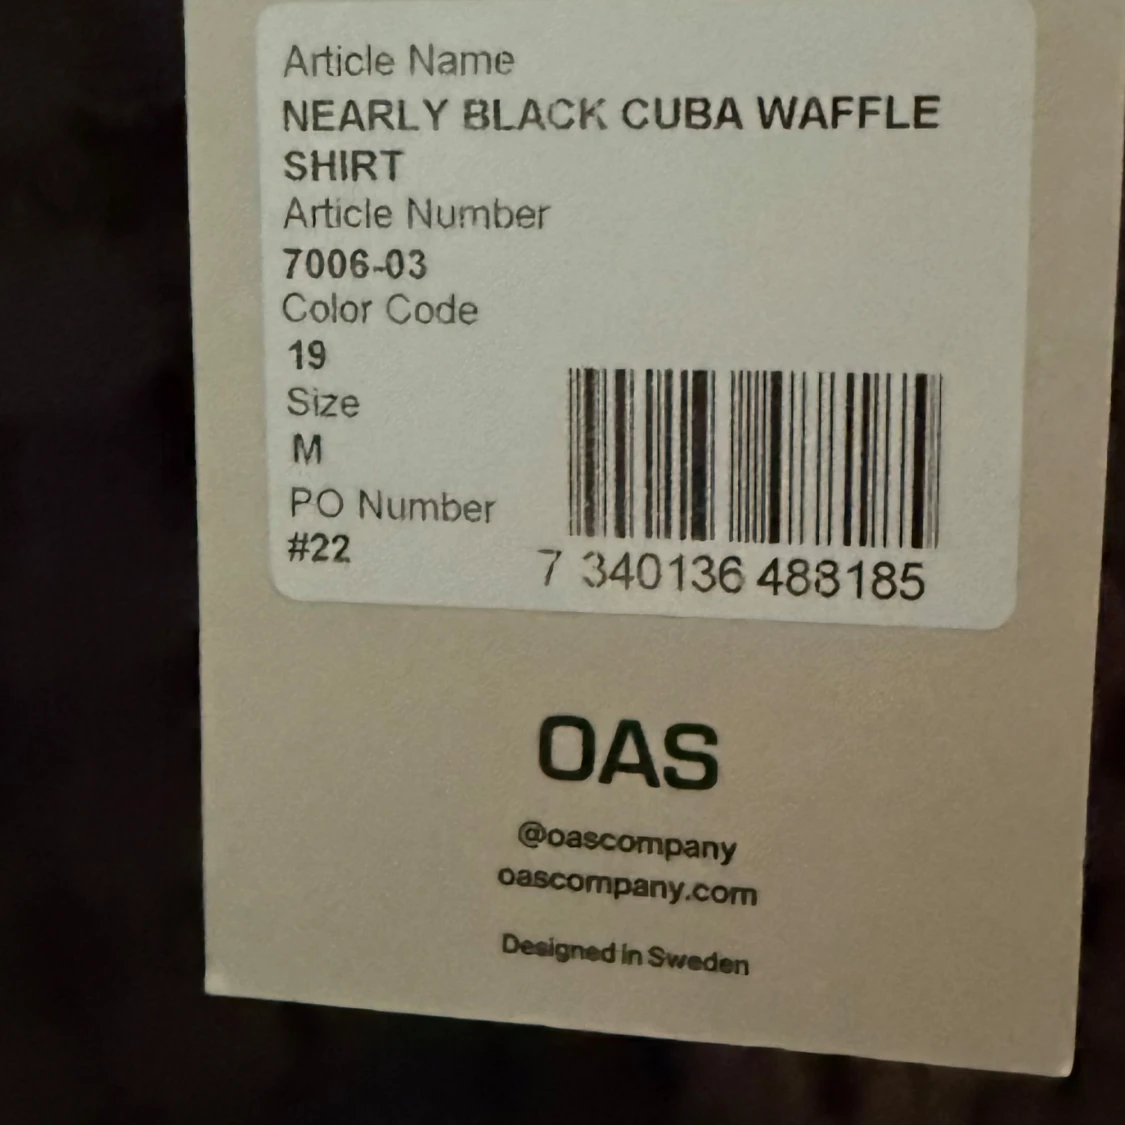 Article Name
NEARLY BLACK CUBA WAFFLE
SHIRT
Article Number
7006-03
Color Code
19
Size
M
PO Number
#22
7 340136 488185
OAS
@oascompany
oascompany.com
Designed in Sweden